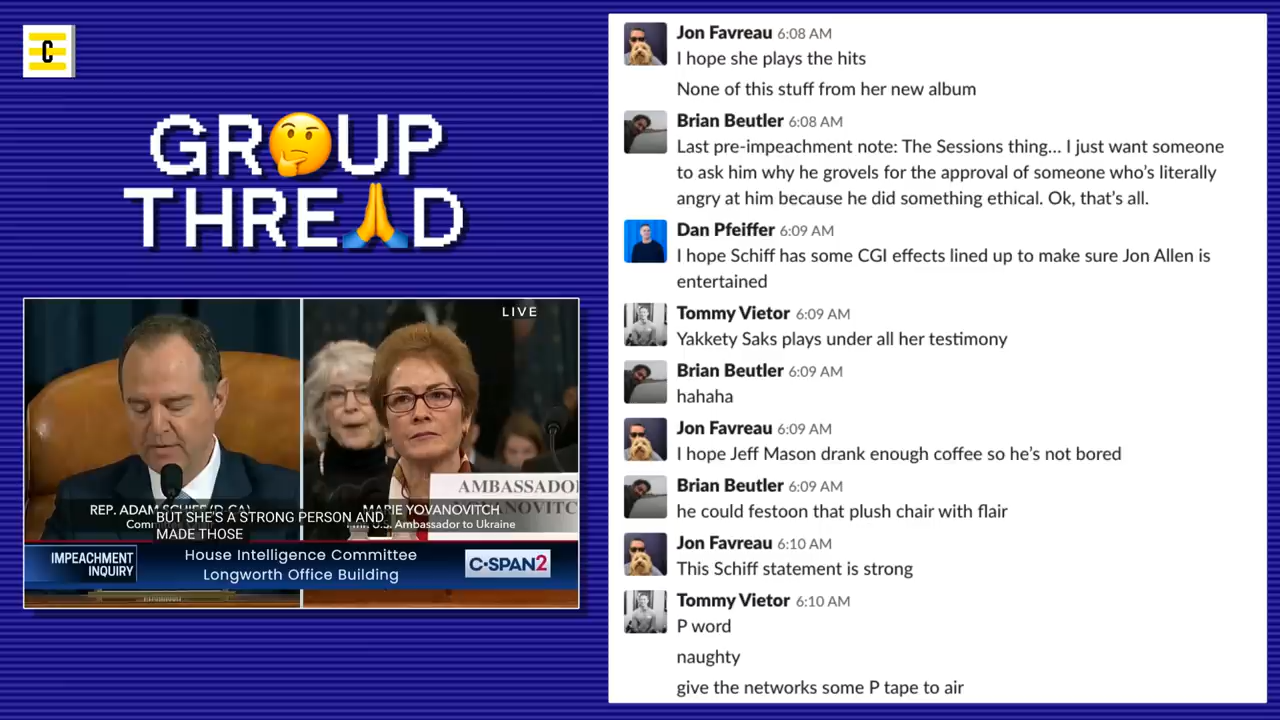 C
GR🤔UP
THRE🙏D
LIVE
AMBASSADO
YOVANOVITC
REP. ADAM SCHIFF (D-CA)
MARIE YOVANOVITCH
U.S. Ambassador to Ukraine
BUT SHE'S A STRONG PERSON AND
MADE THOSE
IMPEACHMENT
INQUIRY
House Intelligence Committee
Longworth Office Building
C-SPAN2
Jon Favreau 6:08 AM
I hope she plays the hits
None of this stuff from her new album
Brian Beutler 6:08 AM
Last pre-impeachment note: The Sessions thing... I just want someone
to ask him why he grovels for the approval of someone who's literally
angry at him because he did something ethical. Ok, that's all.
Dan Pfeiffer 6:09 AM
I hope Schiff has some CGI effects lined up to make sure Jon Allen is
entertained
Tommy Vietor 6:09 AM
Yakkety Saks plays under all her testimony
Brian Beutler 6:09 AM
hahaha
Jon Favreau 6:09 AM
I hope Jeff Mason drank enough coffee so he's not bored
Brian Beutler 6:09 AM
he could festoon that plush chair with flair
Jon Favreau 6:10 AM
This Schiff statement is strong
Tommy Vietor 6:10 AM
P word
naughty
give the networks some P tape to air